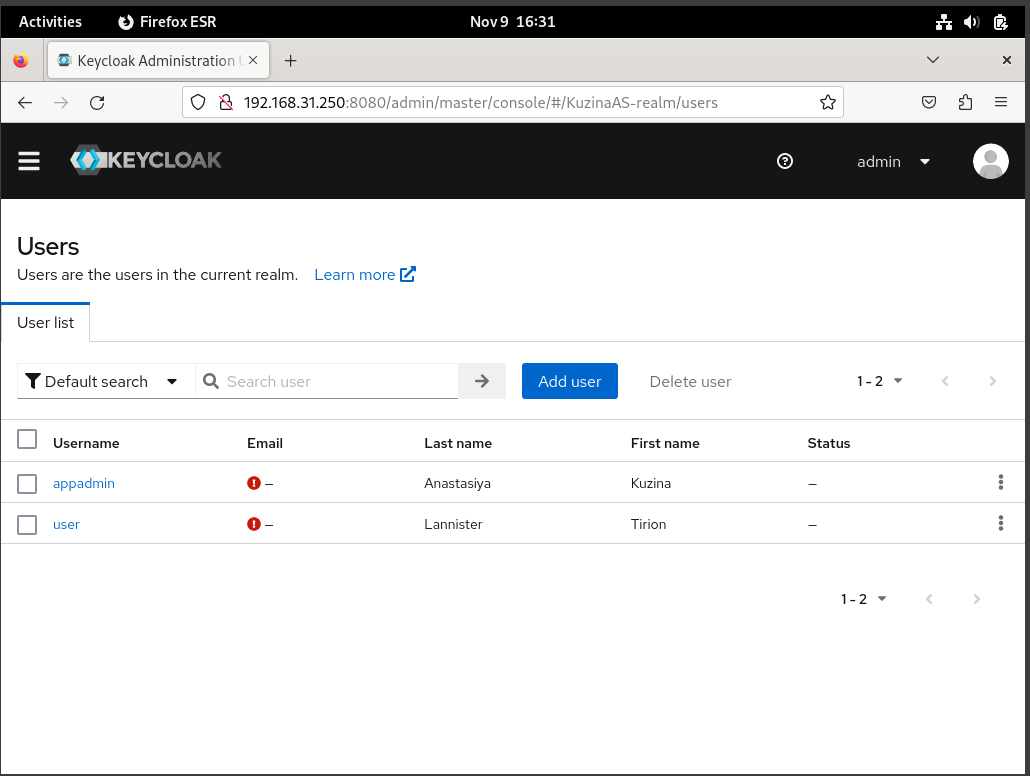 Activities Firefox ESR Nov 9 16:31
Keycloak Administration
192.168.31.250:8080/admin/master/console/#/KuzinaAS-realm/users
KEYCLOAK admin
Users
Users are the users in the current realm. Learn more
User list
Default search Search user Add user Delete user 1 - 2
Username Email Last name First name Status
appadmin – Anastasiya Kuzina –
user – Lannister Tirion –
1 - 2